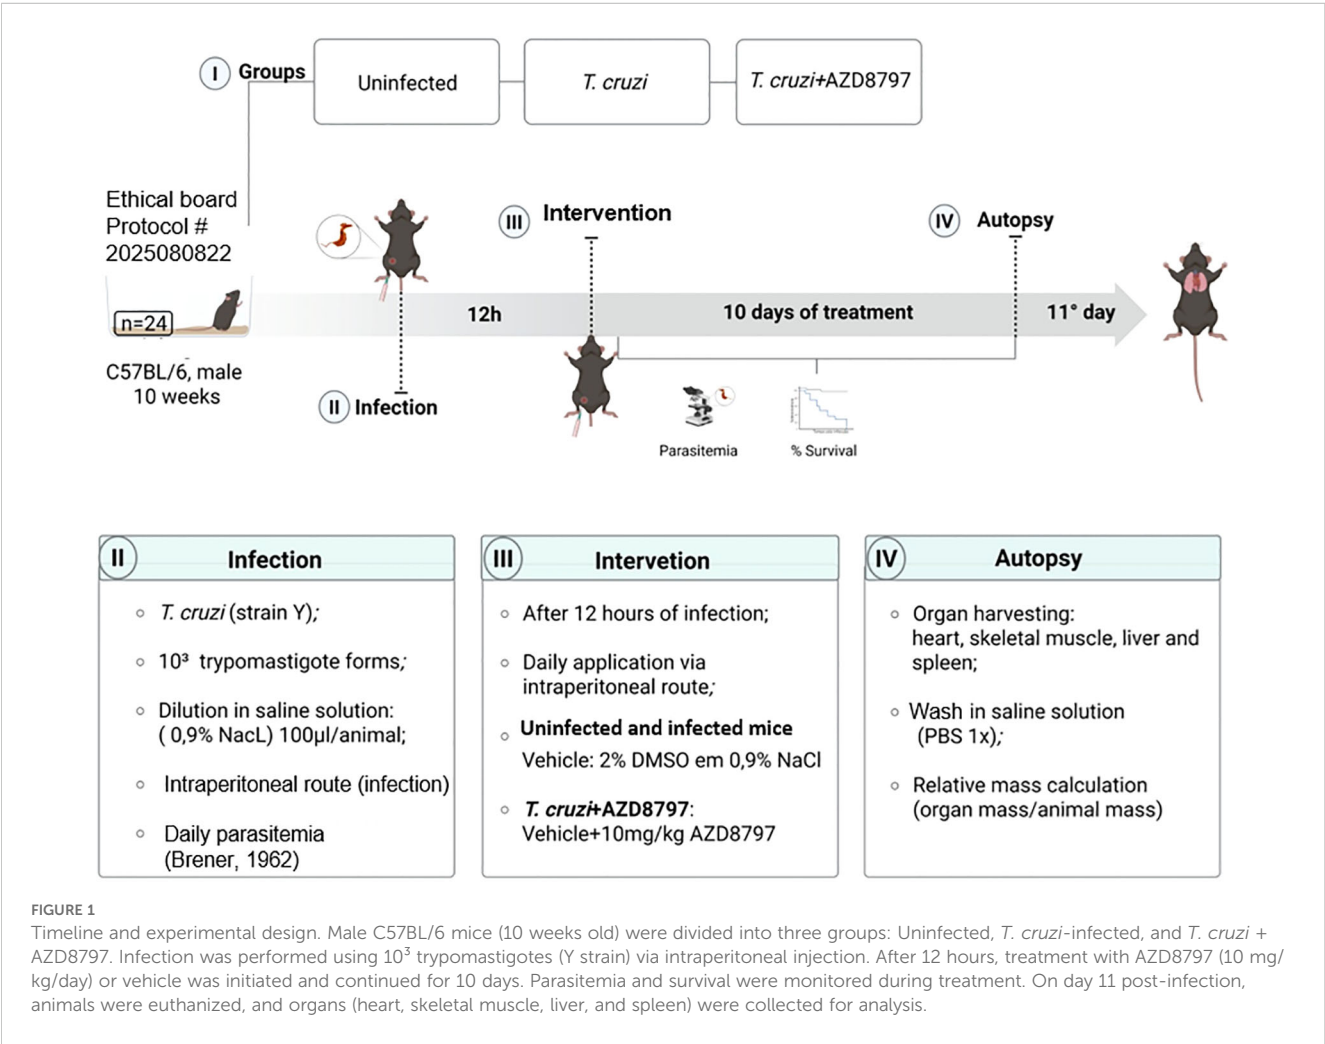 I Groups
Uninfected
T. cruzi
T. cruzi+AZD8797
Ethical board
Protocol #
2025080822
n=24
C57BL/6, male
10 weeks
12h
II Infection
III Intervention
10 days of treatment
Parasitemia
% Survival
IV Autopsy
11° day
II Infection
T. cruzi (strain Y);
10³ trypomastigote forms;
Dilution in saline solution:
( 0,9% NacL) 100µl/animal;
Intraperitoneal route (infection)
Daily parasitemia
(Brener, 1962)
III Intervetion
After 12 hours of infection;
Daily application via
intraperitoneal route;
Uninfected and infected mice
Vehicle: 2% DMSO em 0,9% NaCl
T. cruzi+AZD8797:
Vehicle+10mg/kg AZD8797
IV Autopsy
Organ harvesting:
heart, skeletal muscle, liver and
spleen;
Wash in saline solution
(PBS 1x);
Relative mass calculation
(organ mass/animal mass)
FIGURE 1
Timeline and experimental design. Male C57BL/6 mice (10 weeks old) were divided into three groups: Uninfected, T. cruzi-infected, and T. cruzi +
AZD8797. Infection was performed using 10³ trypomastigotes (Y strain) via intraperitoneal injection. After 12 hours, treatment with AZD8797 (10 mg/
kg/day) or vehicle was initiated and continued for 10 days. Parasitemia and survival were monitored during treatment. On day 11 post-infection,
animals were euthanized, and organs (heart, skeletal muscle, liver, and spleen) were collected for analysis.